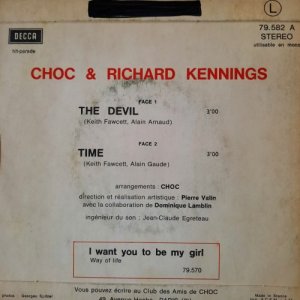 DECCA
hit-parade
L
79.582 A
STEREO
utilisable en mono
CHOC & RICHARD KENNINGS
FACE 1
THE DEVIL 3'00
(Keith Fawcett, Alain Arnaud)
FACE 2
TIME 3'00
(Keith Fawcett, Alain Gaude)
arrangements : CHOC
direction et réalisation artistique : Pierre Valin
avec la collaboration de Dominique Lamblin
ingénieur du son : Jean-Claude Egreteau
I want you to be my girl
Way of life
79.570
Vous pouvez écrire au Club des Amis de CHOC
photos : Georges Spitzer